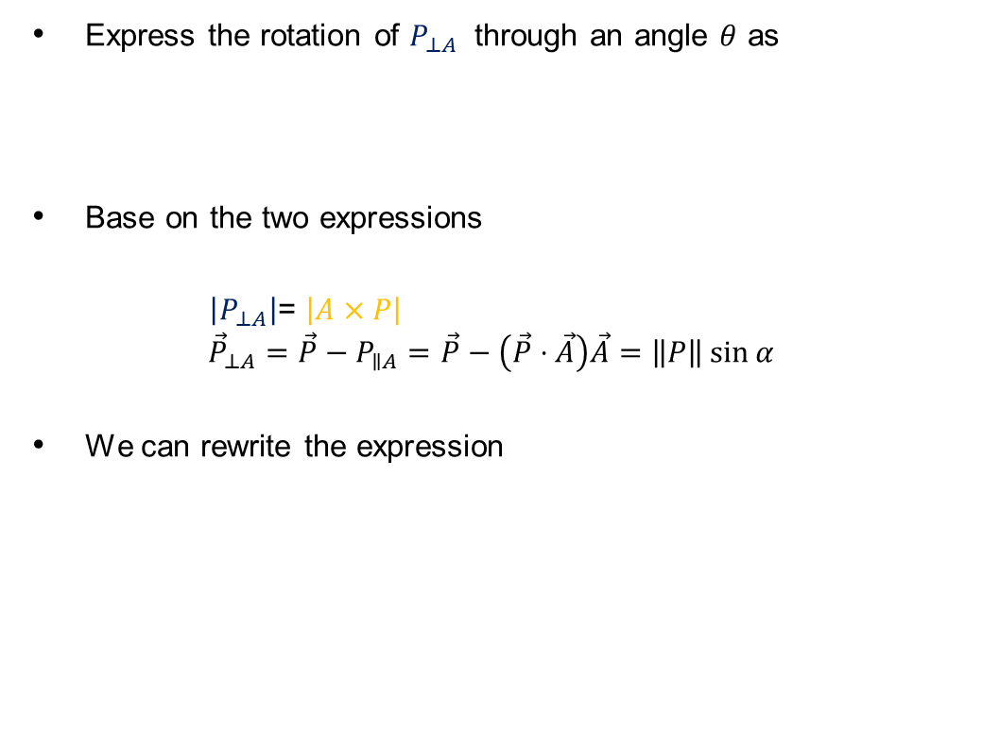 • Express the rotation of 𝑃⊥𝐴 through an angle 𝜃 as
• Base on the two expressions
|𝑃⊥𝐴|= |𝐴 × 𝑃|
𝑃⃗⊥𝐴 = 𝑃⃗ − 𝑃∥𝐴 = 𝑃⃗ − (𝑃⃗ ⋅ 𝐴⃗)𝐴⃗ = ‖𝑃‖ sin 𝛼
• We can rewrite the expression